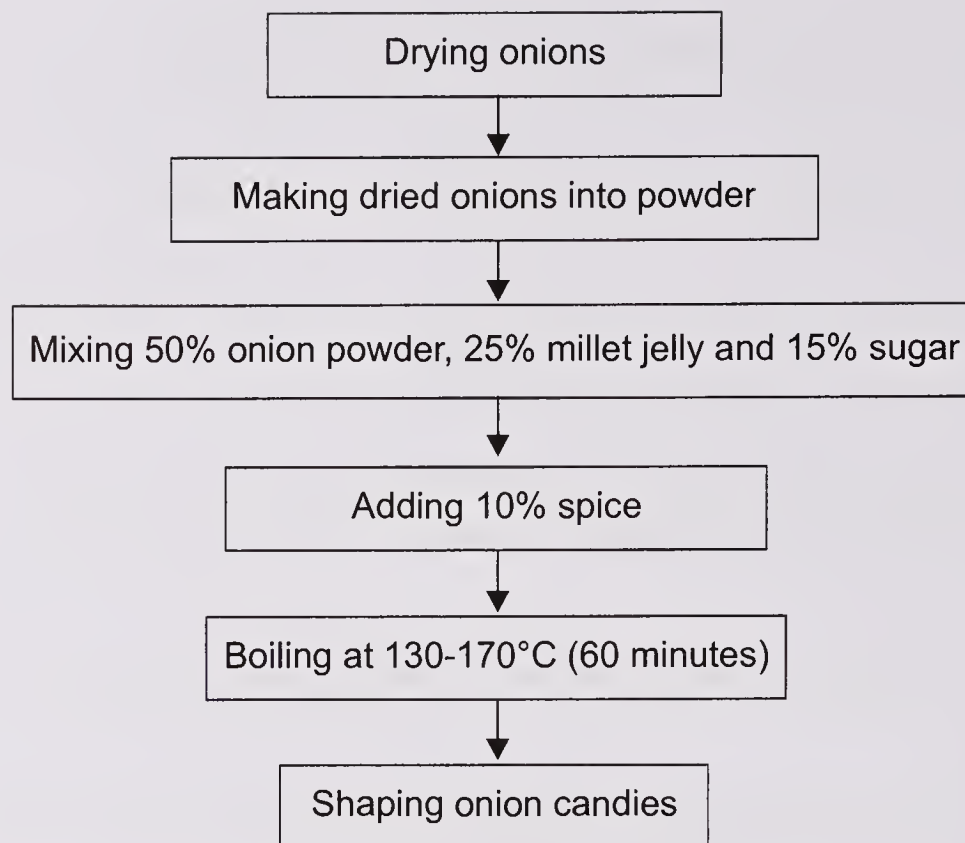 Drying onions
Making dried onions into powder
Mixing 50% onion powder, 25% millet jelly and 15% sugar
Adding 10% spice
Boiling at 130-170°C (60 minutes)
Shaping onion candies